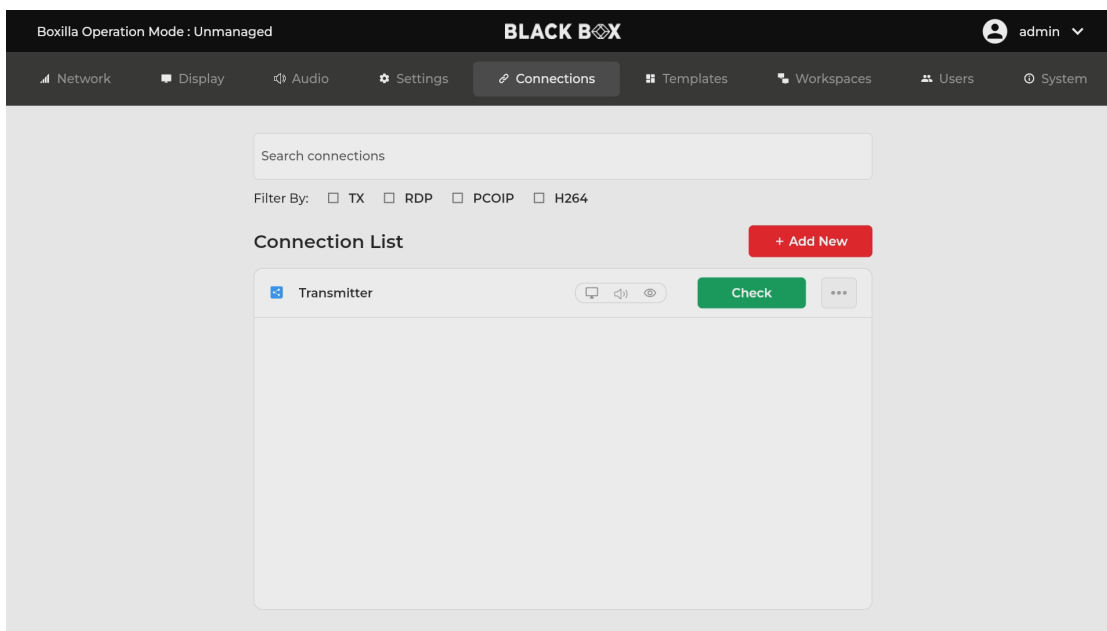 Boxilla Operation Mode : Unmanaged
BLACK BOX
admin
Network Display Audio Settings Connections Templates Workspaces Users System
Search connections
Filter By: TX RDP PCOIP H264
Connection List
+ Add New
Transmitter
Check